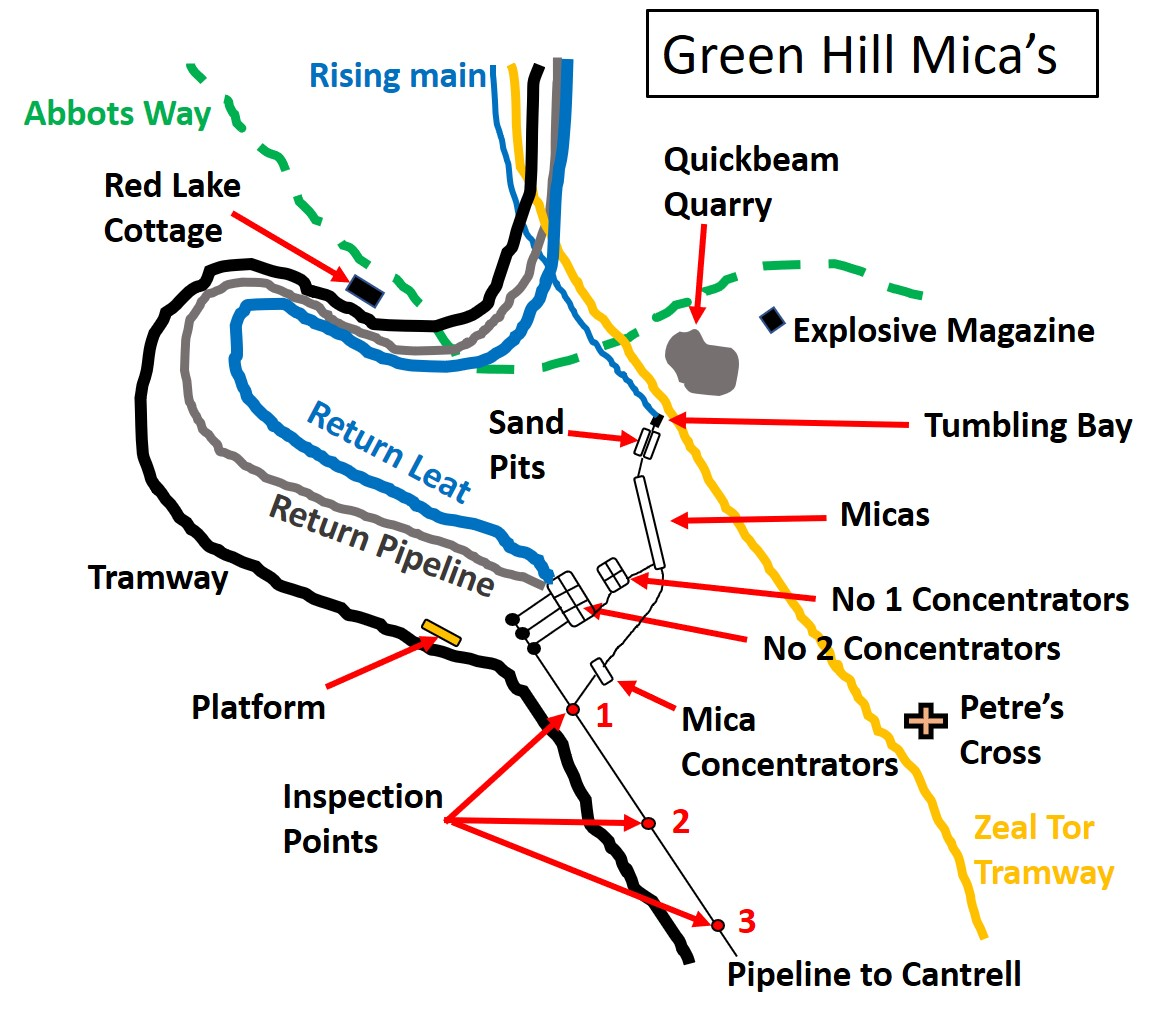 Green Hill Mica's
Rising main
Abbots Way
Quickbeam
Quarry
Red Lake
Cottage
Explosive Magazine
Sand
Pits
Tumbling Bay
Return Leat
Return Pipeline
Micas
Tramway
No 1 Concentrators
No 2 Concentrators
Platform
1
Mica
Concentrators
Petre's
Cross
Inspection
Points
2
Zeal Tor
Tramway
3
Pipeline to Cantrell